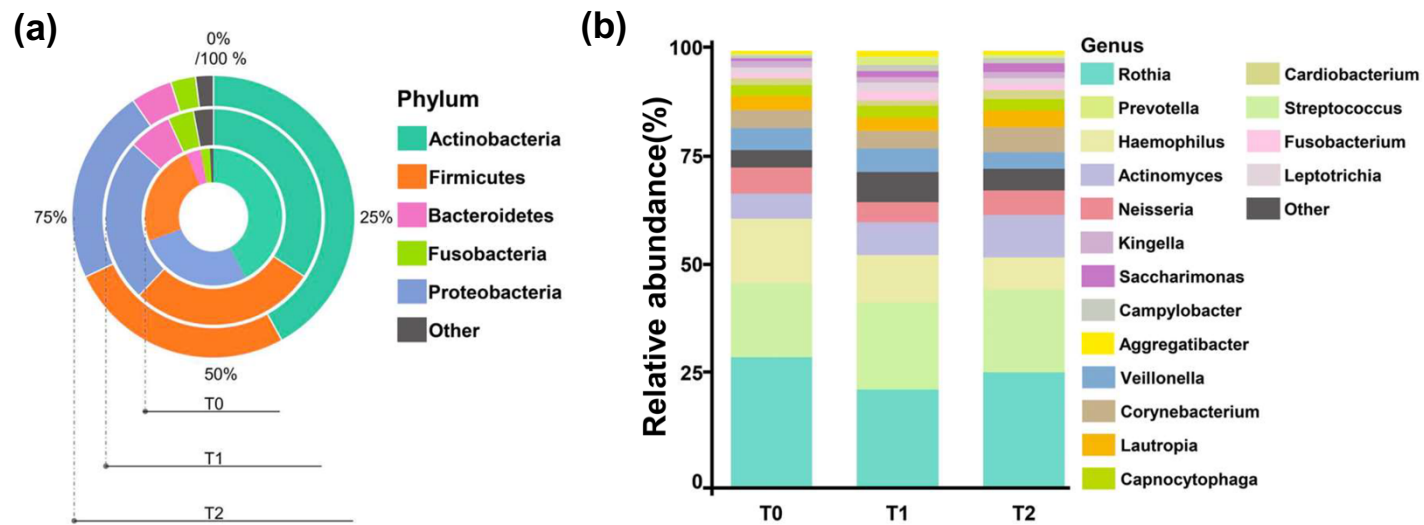 (a)
0%
/100 %
25%
50%
75%
T0
T1
T2
Phylum
Actinobacteria
Firmicutes
Bacteroidetes
Fusobacteria
Proteobacteria
Other
(b)
Relative abundance(%)
100
75
50
25
0
T0
T1
T2
Genus
Rothia
Prevotella
Haemophilus
Actinomyces
Neisseria
Kingella
Saccharimonas
Campylobacter
Aggregatibacter
Veillonella
Corynebacterium
Lautropia
Capnocytophaga
Cardiobacterium
Streptococcus
Fusobacterium
Leptotrichia
Other